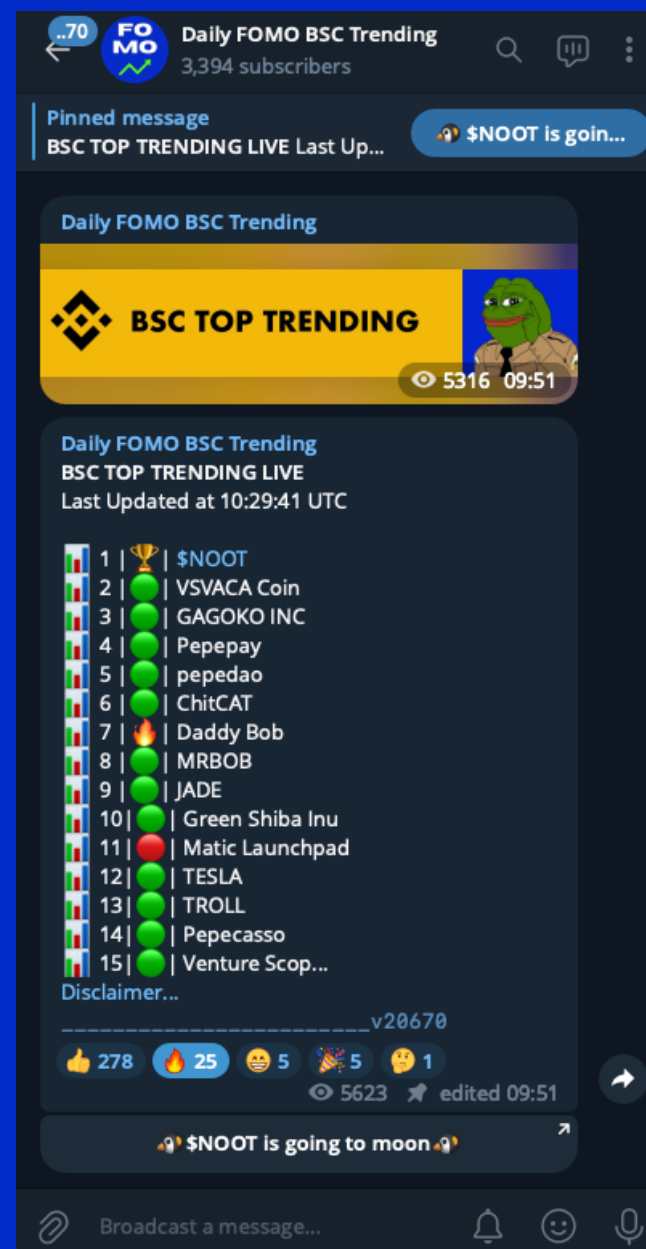 ..70
FO
MO
Daily FOMO BSC Trending
3,394 subscribers
Pinned message
BSC TOP TRENDING LIVE Last Up...
$NOOT is goin...
Daily FOMO BSC Trending
BSC TOP TRENDING
5316 09:51
Daily FOMO BSC Trending
BSC TOP TRENDING LIVE
Last Updated at 10:29:41 UTC
📊 1 |🏆| $NOOT
📊 2 |🟢| VSVACA Coin
📊 3 |🟢| GAGOKO INC
📊 4 |🟢| Pepepay
📊 5 |🟢| pepedao
📊 6 |🟢| ChitCAT
📊 7 |🔥| Daddy Bob
📊 8 |🟢| MRBOB
📊 9 |🟢| JADE
📊 10|🟢| Green Shiba Inu
📊 11|🔴| Matic Launchpad
📊 12|🟢| TESLA
📊 13|🟢| TROLL
📊 14|🟢| Pepecasso
📊 15|🟢| Venture Scop...
Disclaimer...
________________________v20670
👍 278 🔥 25 😁 5 🎉 5 🤔 1
5623 edited 09:51
$NOOT is going to moon
Broadcast a message...